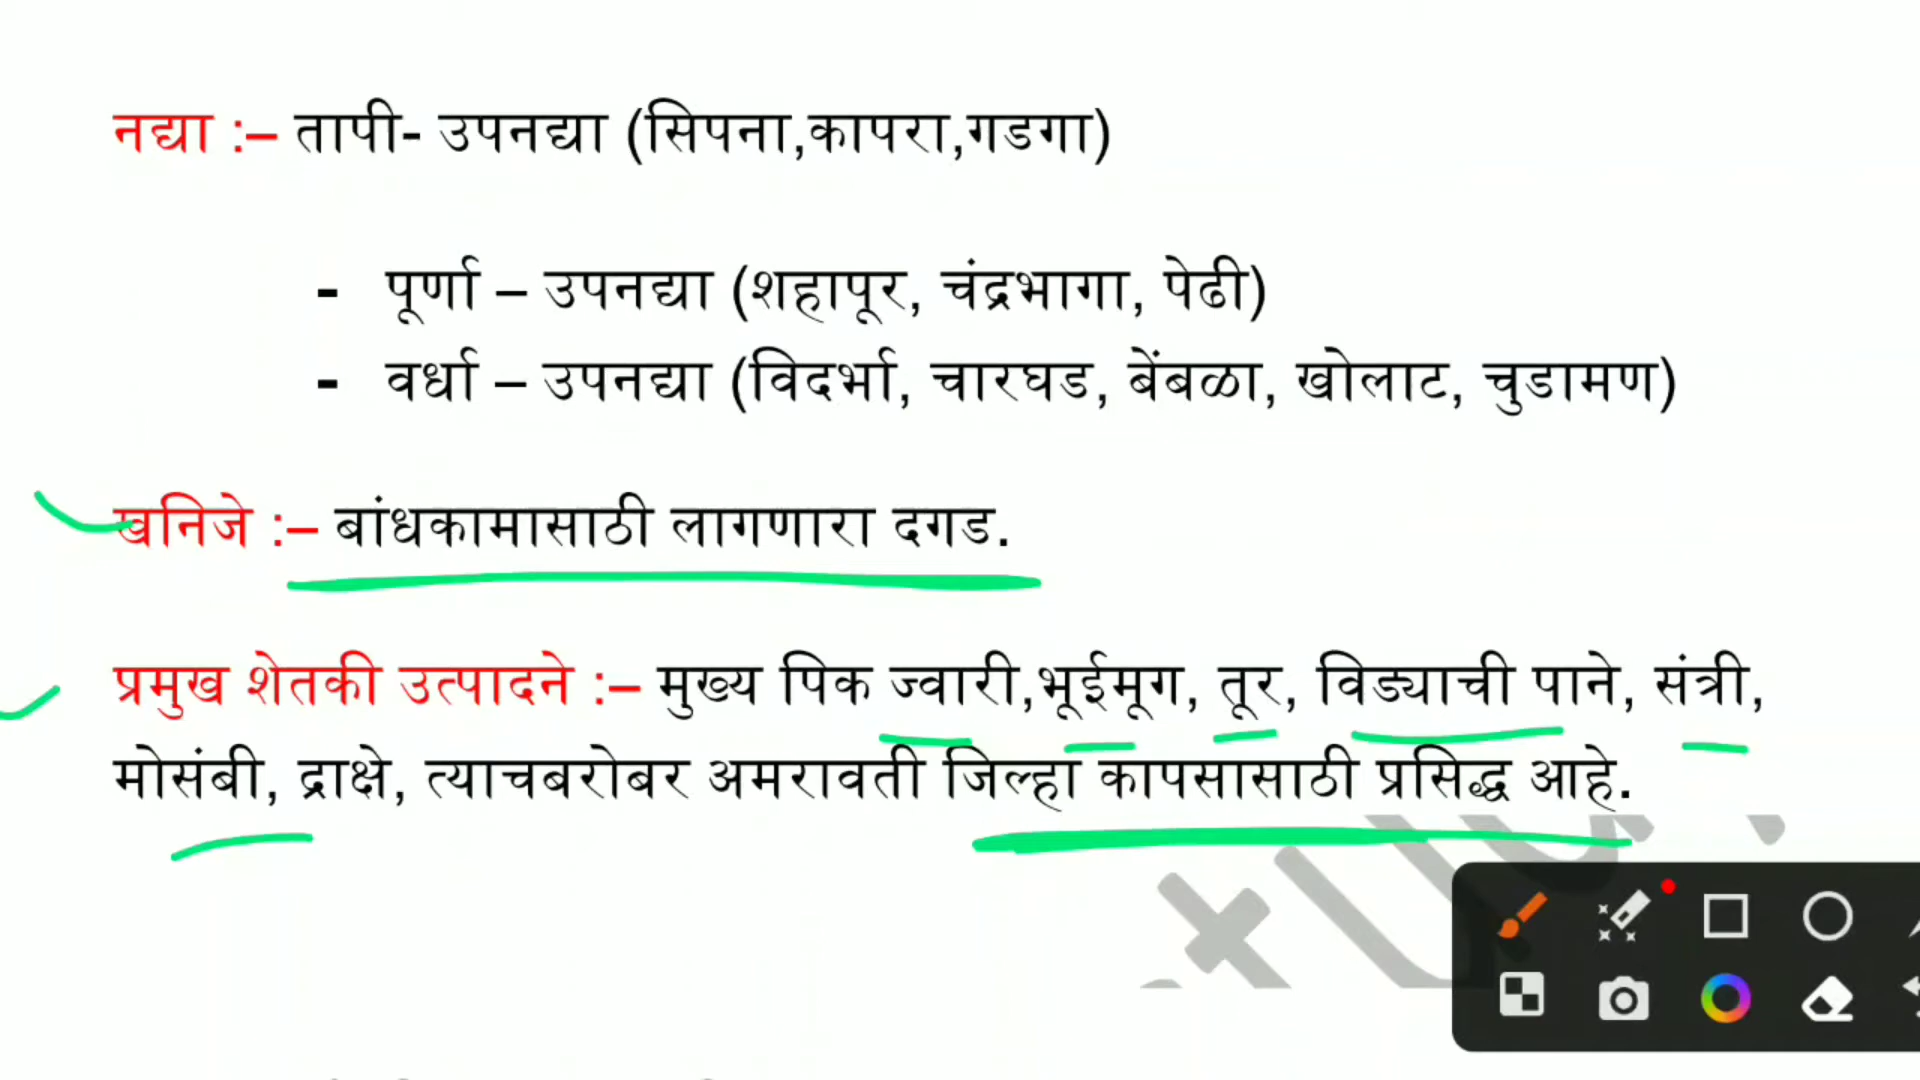 नद्या :– तापी- उपनद्या (सिपना,कापरा,गडगा)
- पूर्णा – उपनद्या (शहापूर, चंद्रभागा, पेढी)
- वर्धा – उपनद्या (विदर्भा, चारघड, बेंबळा, खोलाट, चुडामण)
खनिजे :– बांधकामासाठी लागणारा दगड.
प्रमुख शेतकी उत्पादने :– मुख्य पिक ज्वारी,भूईमूग, तूर, विड्याची पाने, संत्री,
मोसंबी, द्राक्षे, त्याचबरोबर अमरावती जिल्हा कापसासाठी प्रसिद्ध आहे.